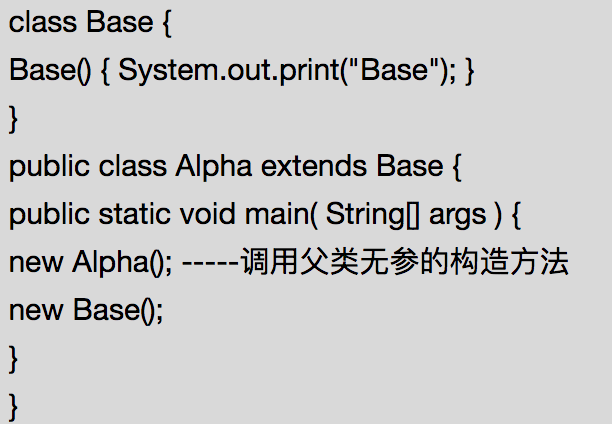 class Base {
Base() { System.out.print("Base"); }
}
public class Alpha extends Base {
public static void main( String[] args ) {
new Alpha(); -----调用父类无参的构造方法
new Base();
}
}